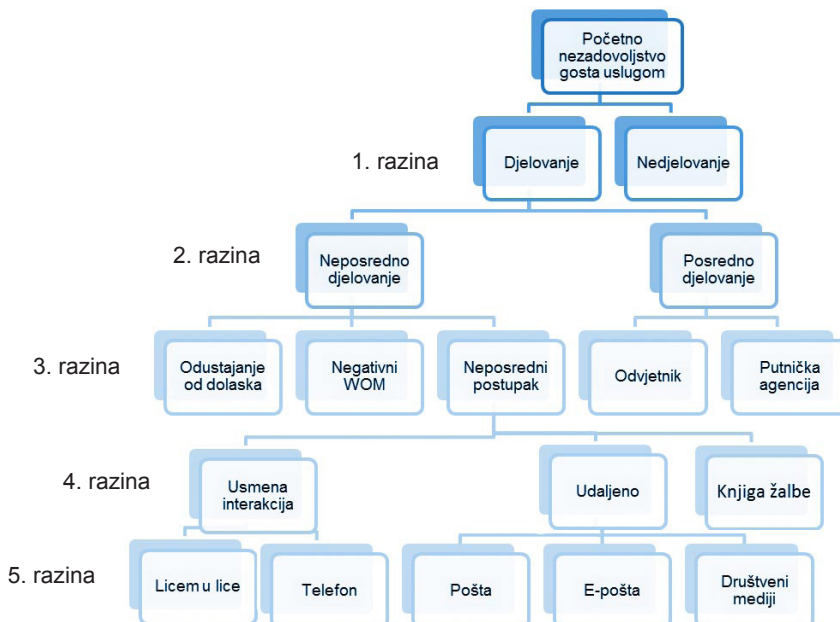 Početno
nezadovoljstvo
gosta uslugom
1. razina
Djelovanje
Nedjelovanje
2. razina
Neposredno
djelovanje
Posredno
djelovanje
3. razina
Odustajanje
od dolaska
Negativni
WOM
Neposredni
postupak
Odvjetnik
Putnička
agencija
4. razina
Usmena
interakcija
Udaljeno
Knjiga žalbe
5. razina
Licem u lice
Telefon
Pošta
E-pošta
Društveni
mediji